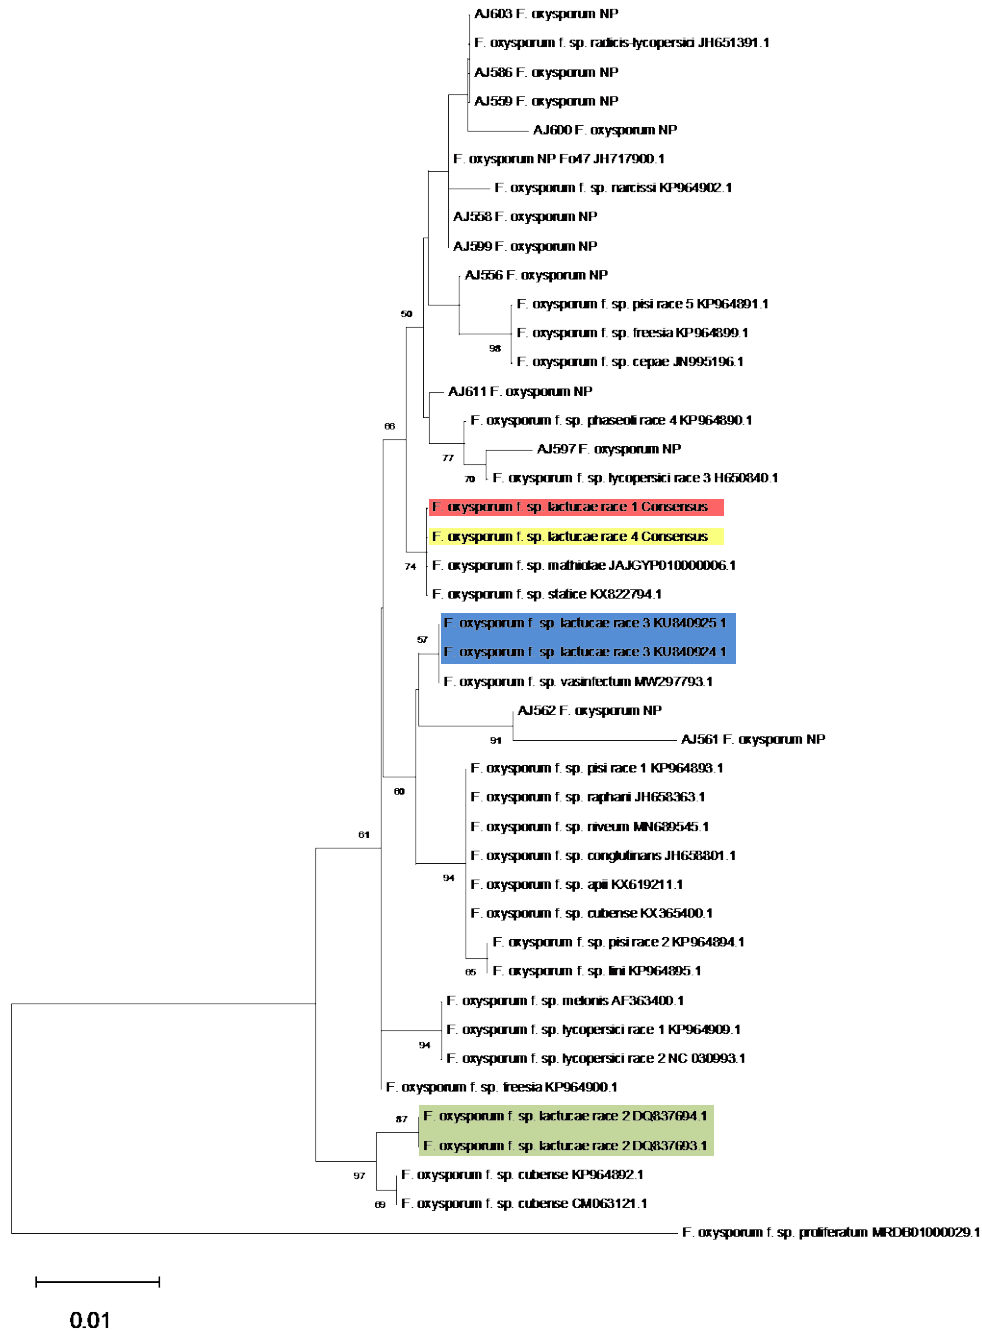 AJ603 F. oxysporum NP
F. oxysporum f. sp. radicis-lycopersici JH651391.1
AJ586 F. oxysporum NP
AJ559 F. oxysporum NP
AJ600 F. oxysporum NP
F. oxysporum NP Fo47 JH717900.1
F. oxysporum f. sp. narcissi KP964902.1
AJ558 F. oxysporum NP
AJ599 F. oxysporum NP
AJ556 F. oxysporum NP
F. oxysporum f. sp. pisi race 5 KP964891.1
50
F. oxysporum f. sp. freesia KP964899.1
98
F. oxysporum f. sp. cepae JN995196.1
AJ611 F. oxysporum NP
F. oxysporum f. sp. phaseoli race 4 KP964890.1
66
AJ597 F. oxysporum NP
77
70
F. oxysporum f. sp. lycopersici race 3 H650840.1
F. oxysporum f. sp. lactucae race 1 Consensus
F. oxysporum f. sp. lactucae race 4 Consensus
74
F. oxysporum f. sp. mathiolae JAJGYP010000006.1
F. oxysporum f. sp. statice KX822794.1
F. oxysporum f. sp. lactucae race 3 KU840925.1
57
F. oxysporum f. sp. lactucae race 3 KU840924.1
F. oxysporum f. sp. vasinfectum MW297793.1
AJ562 F. oxysporum NP
91
AJ561 F. oxysporum NP
F. oxysporum f. sp. pisi race 1 KP964893.1
60
F. oxysporum f. sp. raphani JH658363.1
F. oxysporum f. sp. niveum MN689545.1
61
F. oxysporum f. sp. conglutinans JH658801.1
94
F. oxysporum f. sp. apii KX619211.1
F. oxysporum f. sp. cubense KX365400.1
F. oxysporum f. sp. pisi race 2 KP964894.1
65
F. oxysporum f. sp. lini KP964895.1
F. oxysporum f. sp. melonis AF363400.1
F. oxysporum f. sp. lycopersici race 1 KP964909.1
94
F. oxysporum f. sp. lycopersici race 2 NC 030993.1
F. oxysporum f. sp. freesia KP964900.1
87
F. oxysporum f. sp. lactucae race 2 DQ837694.1
F. oxysporum f. sp. lactucae race 2 DQ837693.1
97
F. oxysporum f. sp. cubense KP964892.1
69
F. oxysporum f. sp. cubense CM063121.1
F. oxysporum f. sp. proliferatum MRDB01000029.1
0.01